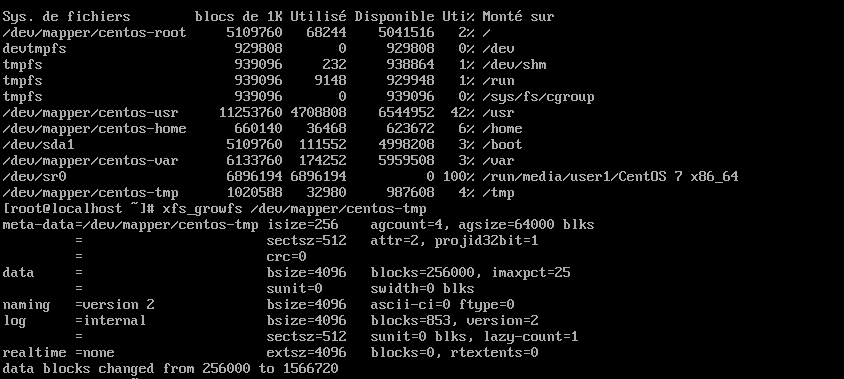 Sys. de fichiers blocs de 1K Utilisé Disponible Uti% Monté sur
/dev/mapper/centos-root 5109760 68244 5041516 2% /
devtmpfs 929808 0 929808 0% /dev
tmpfs 939096 232 938864 1% /dev/shm
tmpfs 939096 9148 929948 1% /run
tmpfs 939096 0 939096 0% /sys/fs/cgroup
/dev/mapper/centos-usr 11253760 4708808 6544952 42% /usr
/dev/mapper/centos-home 660140 36468 623672 6% /home
/dev/sda1 5109760 111552 4998208 3% /boot
/dev/mapper/centos-var 6133760 174252 5959508 3% /var
/dev/sr0 6896194 6896194 0 100% /run/media/user1/CentOS 7 x86_64
/dev/mapper/centos-tmp 1020588 32980 987608 4% /tmp
[root@localhost ~]# xfs_growfs /dev/mapper/centos-tmp
meta-data=/dev/mapper/centos-tmp isize=256 agcount=4, agsize=64000 blks
= sectsz=512 attr=2, projid32bit=1
= crc=0
data = bsize=4096 blocks=256000, imaxpct=25
= sunit=0 swidth=0 blks
naming =version 2 bsize=4096 ascii-ci=0 ftype=0
log =internal bsize=4096 blocks=853, version=2
= sectsz=512 sunit=0 blks, lazy-count=1
realtime =none extsz=4096 blocks=0, rtextents=0
data blocks changed from 256000 to 1566720